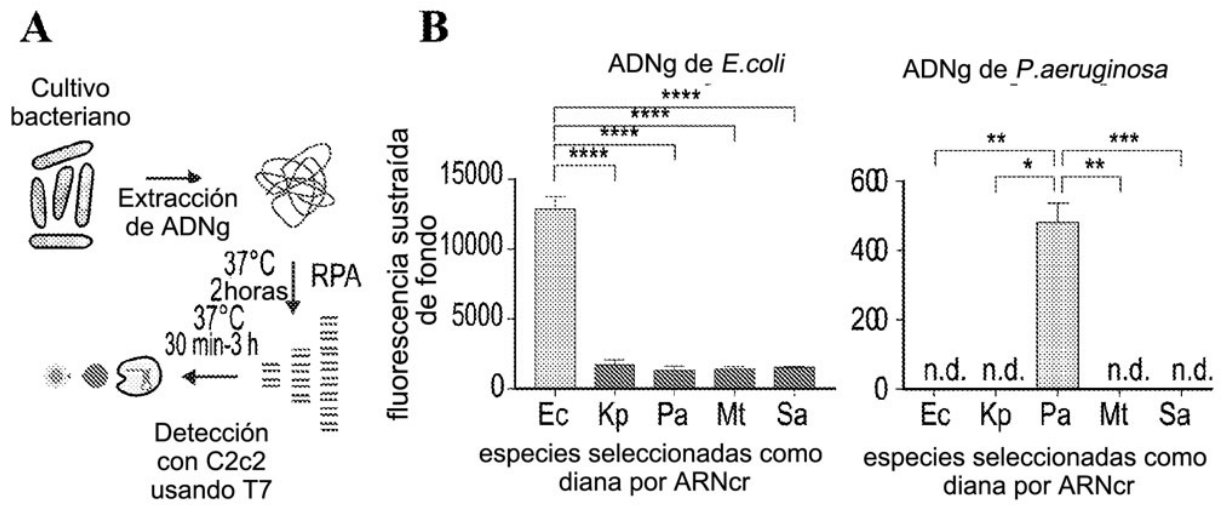 A
Cultivo
bacteriano
Extracción
de ADNg
37°C
2horas
RPA
37°C
30 min-3 h
Detección
con C2c2
usando T7
B
ADNg de E.coli
****
****
****
****
fluorescencia sustraída
de fondo
15000
10000
5000
0
Ec Kp Pa Mt Sa
especies seleccionadas como
diana por ARNcr
ADNg de P.aeruginosa
** ***
* **
600
400
200
0
n.d. n.d. n.d. n.d.
Ec Kp Pa Mt Sa
especies seleccionadas como
diana por ARNcr